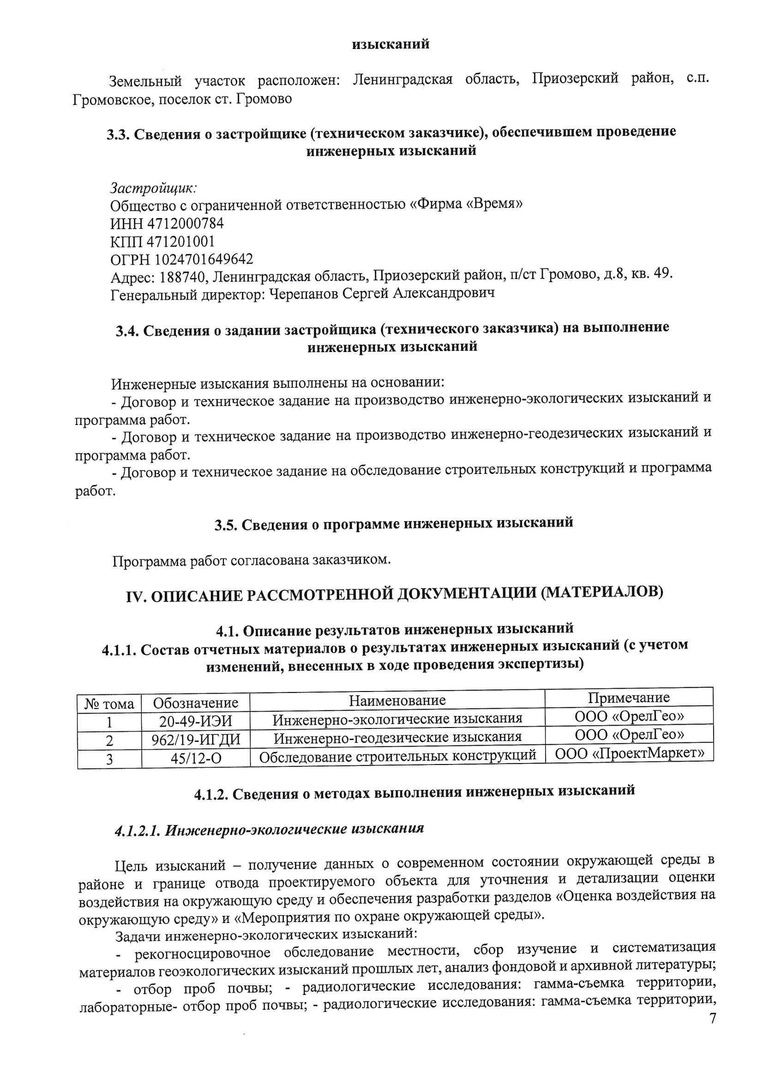 изысканий
Земельный участок расположен: Ленинградская область, Приозерский район, с.п.
Громовское, поселок ст. Громово
3.3. Сведения о застройщике (техническом заказчике), обеспечившем проведение
инженерных изысканий
Застройщик:
Общество с ограниченной ответственностью «Фирма «Время»
ИНН 4712000784
КПП 471201001
ОГРН 1024701649642
Адрес: 188740, Ленинградская область, Приозерский район, п/ст Громово, д.8, кв. 49.
Генеральный директор: Черепанов Сергей Александрович
3.4. Сведения о задании застройщика (технического заказчика) на выполнение
инженерных изысканий
Инженерные изыскания выполнены на основании:
- Договор и техническое задание на производство инженерно-экологических изысканий и
программа работ.
- Договор и техническое задание на производство инженерно-геодезических изысканий и
программа работ.
- Договор и техническое задание на обследование строительных конструкций и программа
работ.
3.5. Сведения о программе инженерных изысканий
Программа работ согласована заказчиком.
IV. ОПИСАНИЕ РАССМОТРЕННОЙ ДОКУМЕНТАЦИИ (МАТЕРИАЛОВ)
4.1. Описание результатов инженерных изысканий
4.1.1. Состав отчетных материалов о результатах инженерных изысканий (с учетом
изменений, внесенных в ходе проведения экспертизы)
№ тома Обозначение Наименование Примечание
1 20-49-ИЭИ Инженерно-экологические изыскания ООО «ОрелГео»
2 962/19-ИГДИ Инженерно-геодезические изыскания ООО «ОрелГео»
3 45/12-О Обследование строительных конструкций ООО «ПроектМаркет»
4.1.2. Сведения о методах выполнения инженерных изысканий
4.1.2.1. Инженерно-экологические изыскания
Цель изысканий – получение данных о современном состоянии окружающей среды в
районе и границе отвода проектируемого объекта для уточнения и детализации оценки
воздействия на окружающую среду и обеспечения разработки разделов «Оценка воздействия на
окружающую среду» и «Мероприятия по охране окружающей среды».
Задачи инженерно-экологических изысканий:
- рекогносцировочное обследование местности, сбор изучение и систематизация
материалов геоэкологических изысканий прошлых лет, анализ фондовой и архивной литературы;
- отбор проб почвы; - радиологические исследования: гамма-съемка территории,
лабораторные- отбор проб почвы; - радиологические исследования: гамма-съемка территории,
7